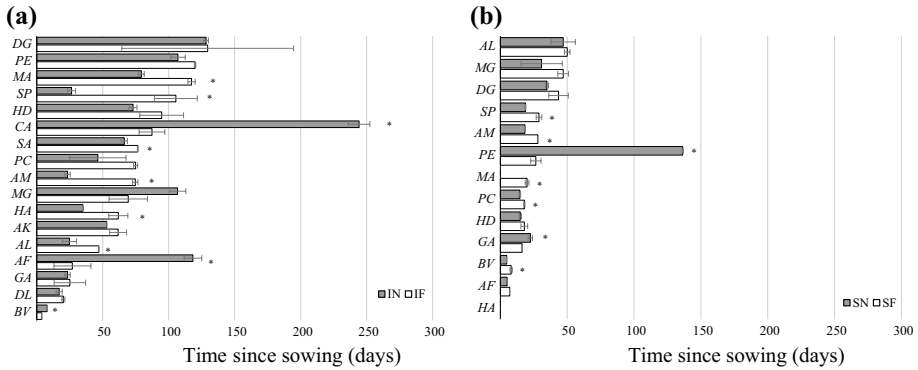 (a)
DG
PE
MA
*
SP
*
HD
CA
*
SA
*
PC
AM
*
MG
HA
*
AK
AL
*
AF
*
GA
DL
BV
*
IN IF
50 100 150 200 250 300
Time since sowing (days)
(b)
AL
MG
DG
SP
*
AM
*
PE
*
MA
*
PC
*
HD
GA
*
BV
*
AF
HA
SN SF
50 100 150 200 250 300
Time since sowing (days)